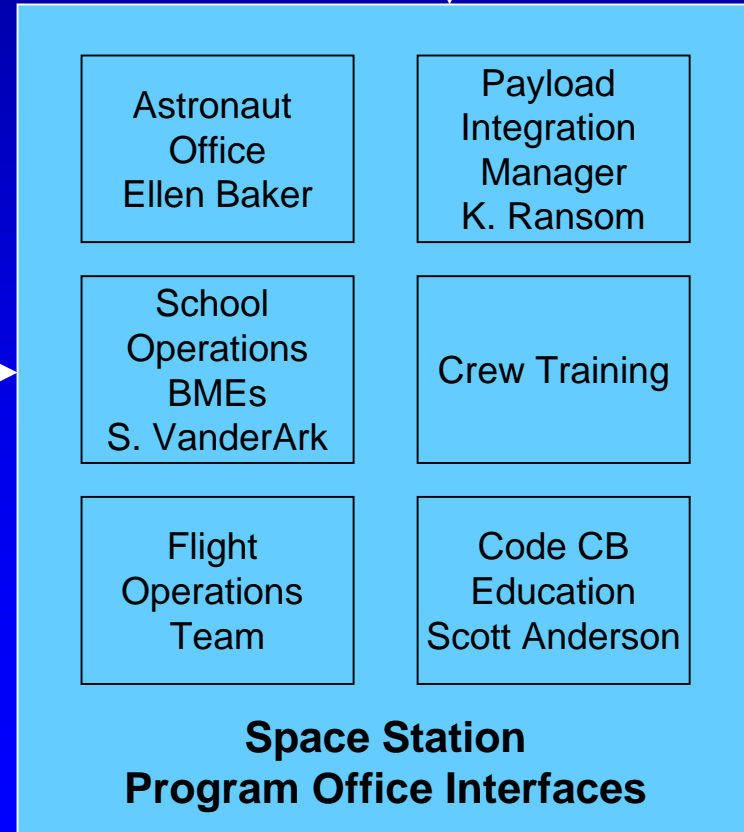 Astronaut
Office
Ellen Baker
Payload
Integration
Manager
K. Ransom
School
Operations
BMEs
S. VanderArk
Crew Training
Flight
Operations
Team
Code CB
Education
Scott Anderson
Space Station
Program Office Interfaces